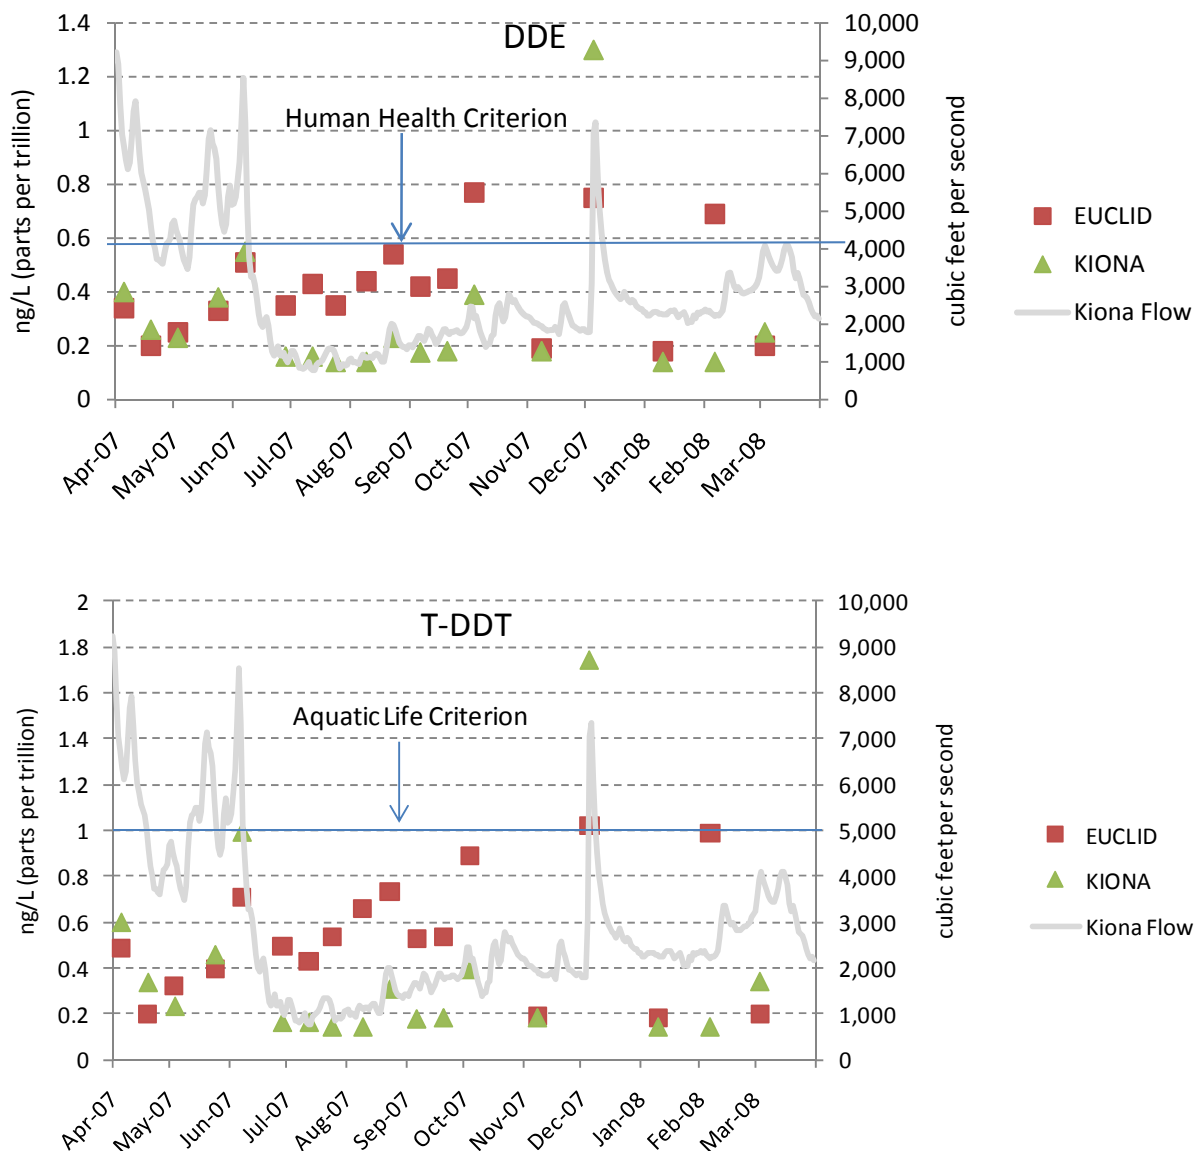 DDE
ng/L (parts per trillion)
1.4
1.2
1
0.8
0.6
0.4
0.2
0
Human Health Criterion
10,000
9,000
8,000
7,000
6,000
5,000
4,000
3,000
2,000
1,000
0
cubic feet per second
Apr-07
May-07
Jun-07
Jul-07
Aug-07
Sep-07
Oct-07
Nov-07
Dec-07
Jan-08
Feb-08
Mar-08
EUCLID
KIONA
Kiona Flow
T-DDT
ng/L (parts per trillion)
2
1.8
1.6
1.4
1.2
1
0.8
0.6
0.4
0.2
0
Aquatic Life Criterion
10,000
9,000
8,000
7,000
6,000
5,000
4,000
3,000
2,000
1,000
0
cubic feet per second
Apr-07
May-07
Jun-07
Jul-07
Aug-07
Sep-07
Oct-07
Nov-07
Dec-07
Jan-08
Feb-08
Mar-08
EUCLID
KIONA
Kiona Flow